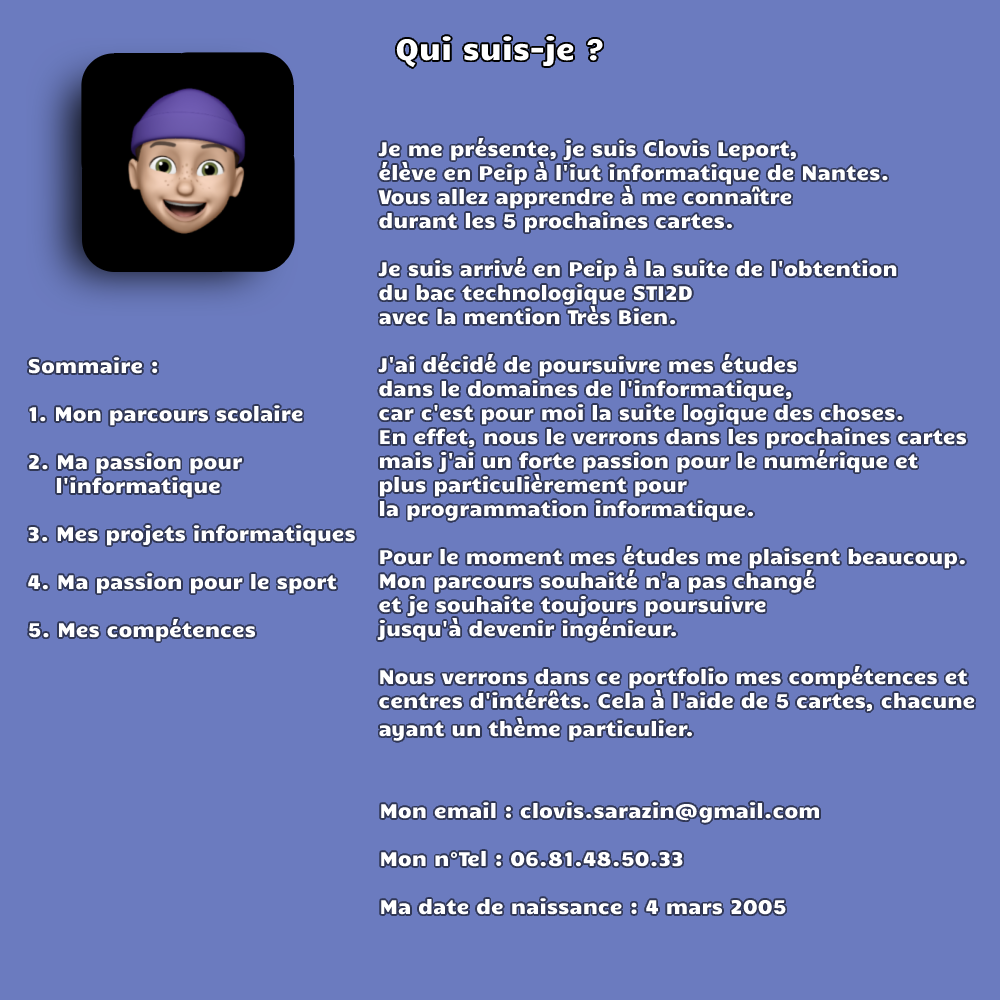 Qui suis-je ?
Je me présente, je suis Clovis Leport,
élève en Peip à l'iut informatique de Nantes.
Vous allez apprendre à me connaître
durant les 5 prochaines cartes.
Je suis arrivé en Peip à la suite de l'obtention
du bac technologique STI2D
avec la mention Très Bien.
J'ai décidé de poursuivre mes études
dans le domaines de l'informatique,
car c'est pour moi la suite logique des choses.
En effet, nous le verrons dans les prochaines cartes
mais j'ai un forte passion pour le numérique et
plus particulièrement pour
la programmation informatique.
Pour le moment mes études me plaisent beaucoup.
Mon parcours souhaité n'a pas changé
et je souhaite toujours poursuivre
jusqu'à devenir ingénieur.
Nous verrons dans ce portfolio mes compétences et
centres d'intérêts. Cela à l'aide de 5 cartes, chacune
ayant un thème particulier.
Mon email : clovis.sarazin@gmail.com
Mon n°Tel : 06.81.48.50.33
Ma date de naissance : 4 mars 2005
Sommaire :
1. Mon parcours scolaire
2. Ma passion pour
l'informatique
3. Mes projets informatiques
4. Ma passion pour le sport
5. Mes compétences